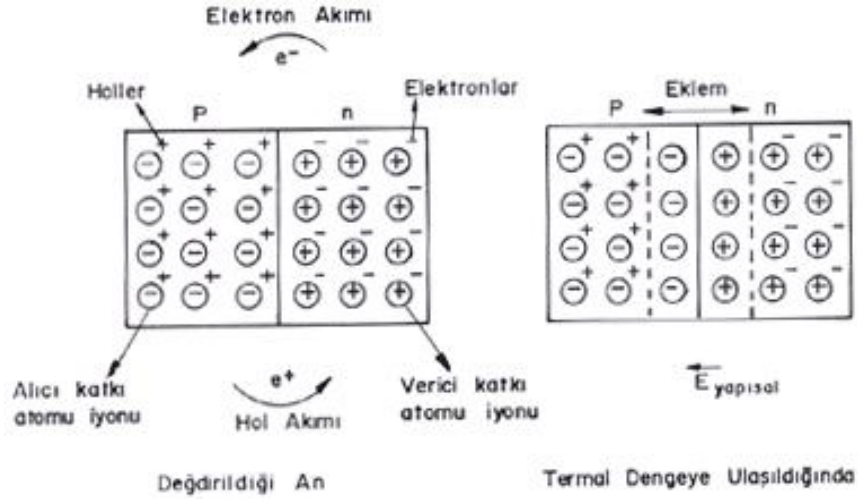 Elektron Akımı
e⁻
Holler
P
n
Elektronlar
Alıcı katkı
atomu iyonu
e⁺
Hol Akımı
Verici katkı
atomu iyonu
Değdirildiği An
Eklem
P
n
E yapısal
Termal Dengeye Ulaşıldığında